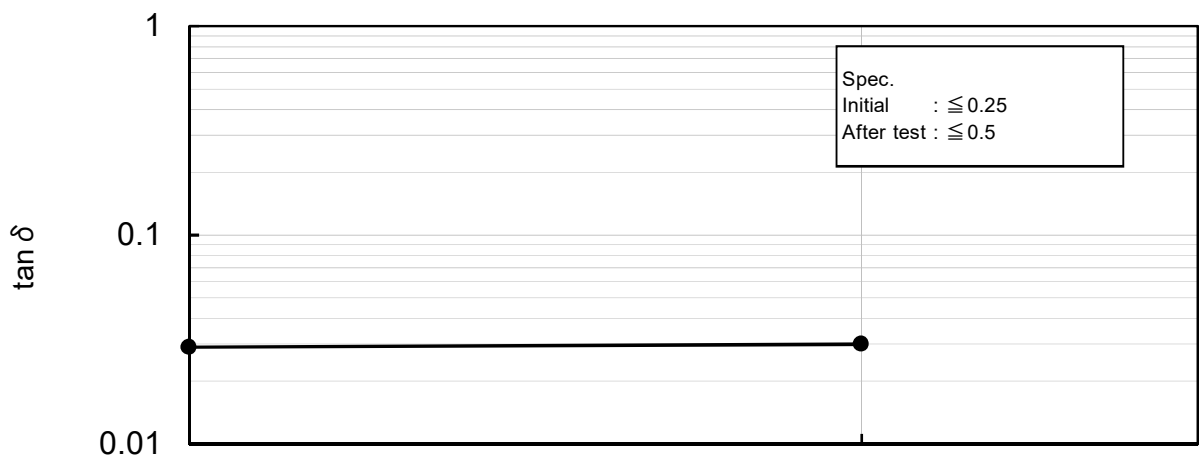 1
Spec.
Initial : ≦0.25
After test : ≦0.5
0.1
tan δ
0.01